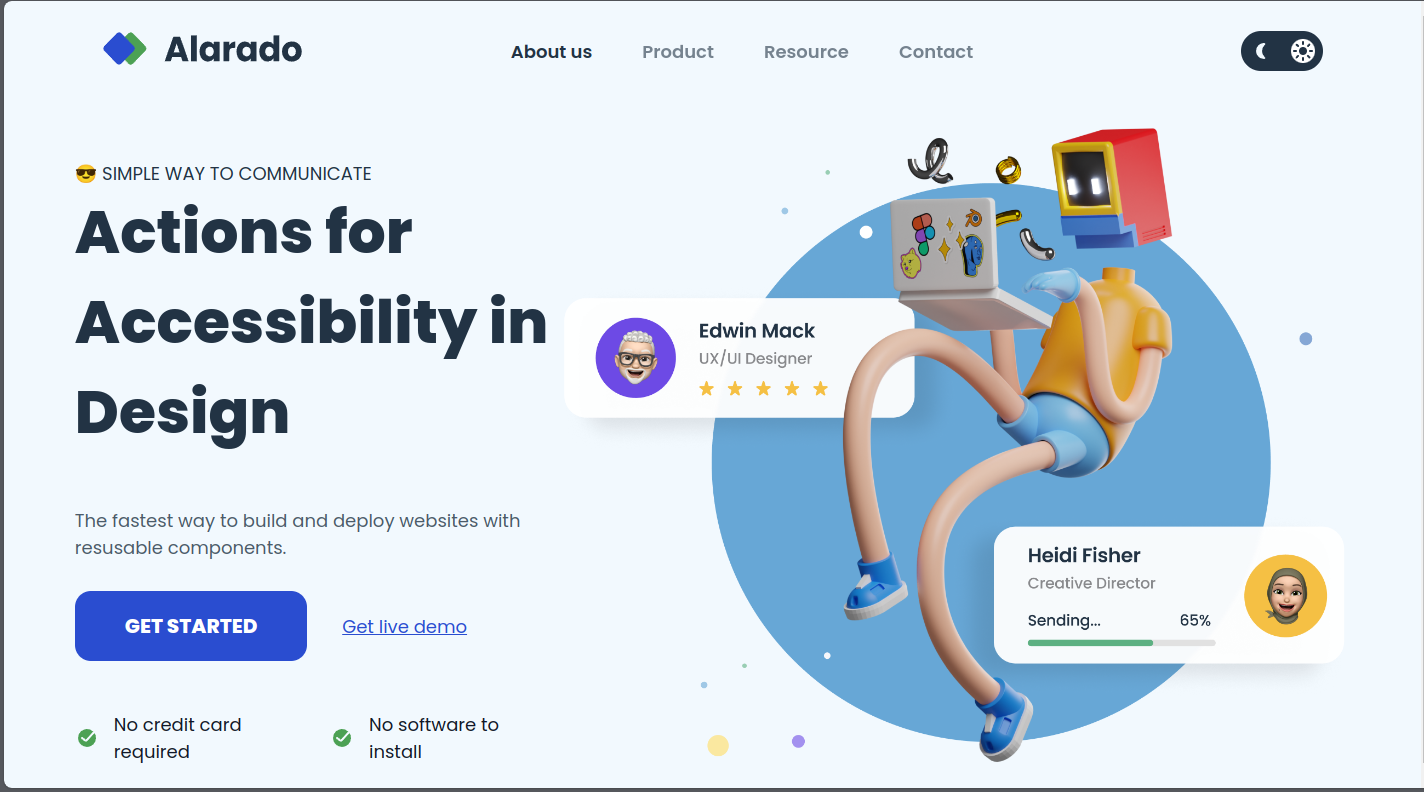 Alarado
About us
Product
Resource
Contact
😎 SIMPLE WAY TO COMMUNICATE
Actions for
Accessibility in
Design
The fastest way to build and deploy websites with
resusable components.
GET STARTED
Get live demo
No credit card
required
No software to
install
Edwin Mack
UX/UI Designer
Heidi Fisher
Creative Director
Sending...
65%